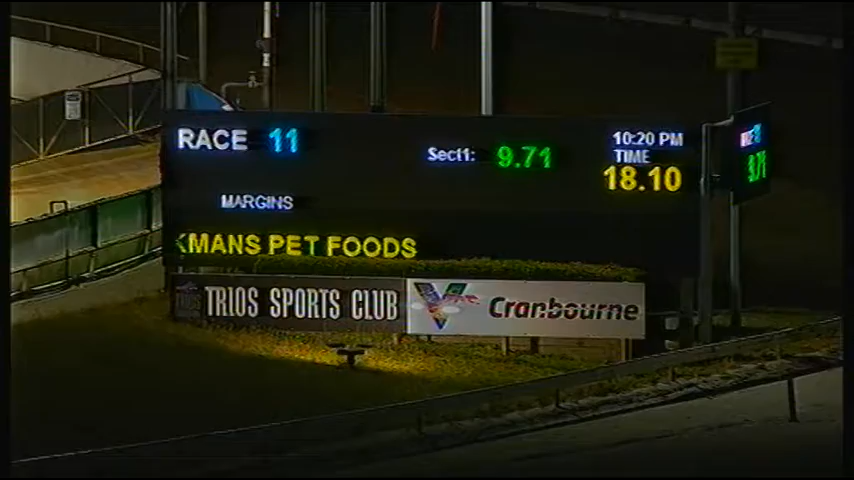 RACE 11
Sect1: 9.71
10:20 PM
TIME
18.10
MARGINS
KMANS PET FOODS
TRIOS SPORTS CLUB
Cranbourne
9.71